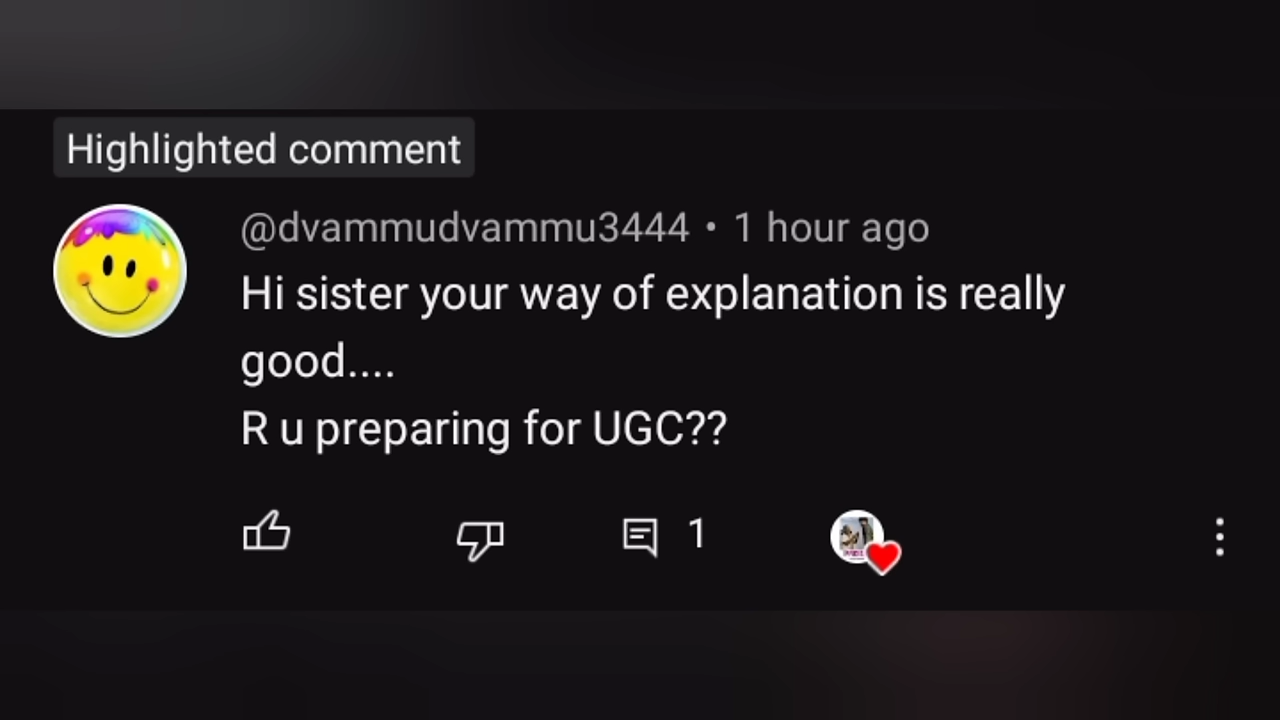 Highlighted comment
@dvammudvammu3444 • 1 hour ago
Hi sister your way of explanation is really
good....
R u preparing for UGC??
1